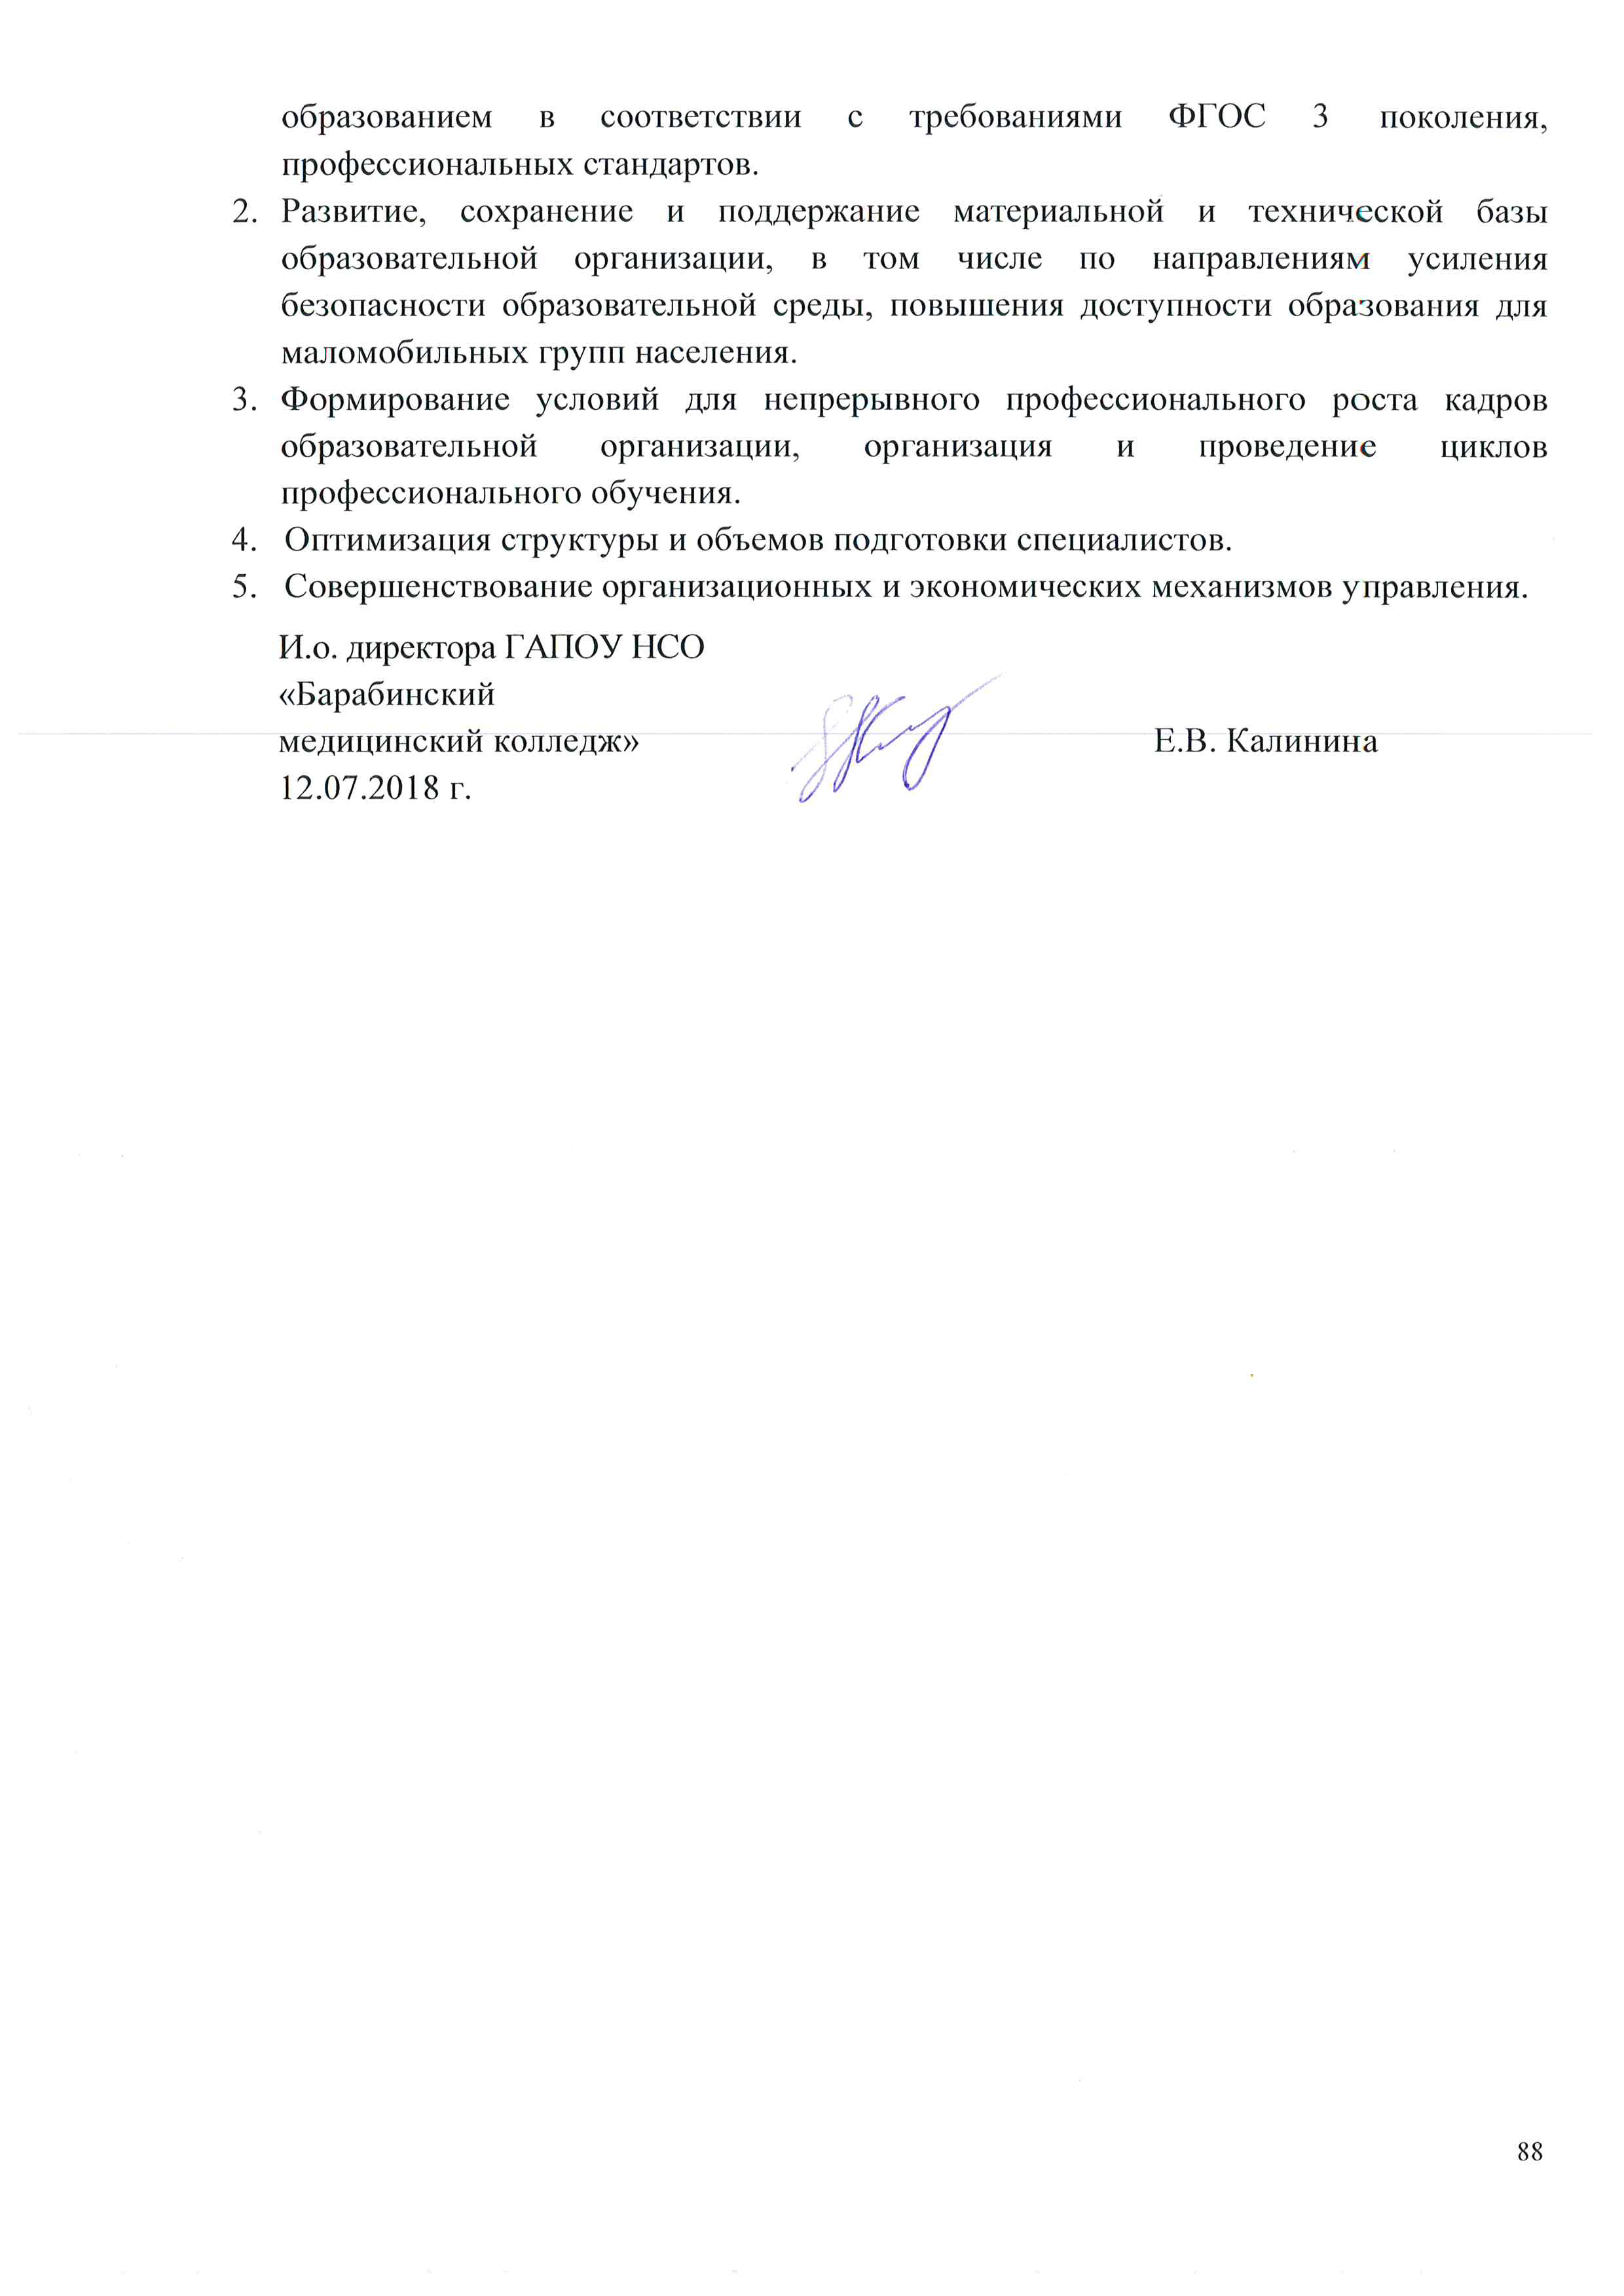 образованием в соответствии с требованиями ФГОС 3 поколения,
профессиональных стандартов.
2. Развитие, сохранение и поддержание материальной и технической базы
образовательной организации, в том числе по направлениям усиления
безопасности образовательной среды, повышения доступности образования для
маломобильных групп населения.
3. Формирование условий для непрерывного профессионального роста кадров
образовательной организации, организация и проведение циклов
профессионального обучения.
4. Оптимизация структуры и объемов подготовки специалистов.
5. Совершенствование организационных и экономических механизмов управления.
И.о. директора ГАПОУ НСО
«Барабинский
медицинский колледж» Е.В. Калинина
12.07.2018 г.
88